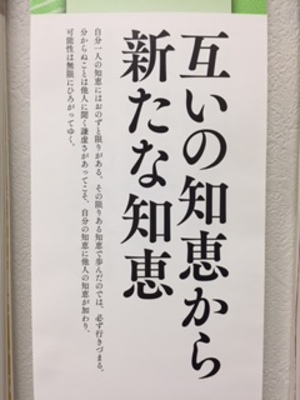 互いの知恵から
新たな知恵
自分一人の知恵にはおのずと限りがある。その限りある知恵で歩んだのでは、必ず行きづまる。
分からぬことは他人に聞く謙虚さがあってこそ、自分の知恵に他人の知恵が加わり、
可能性は無限にひろがってゆく。